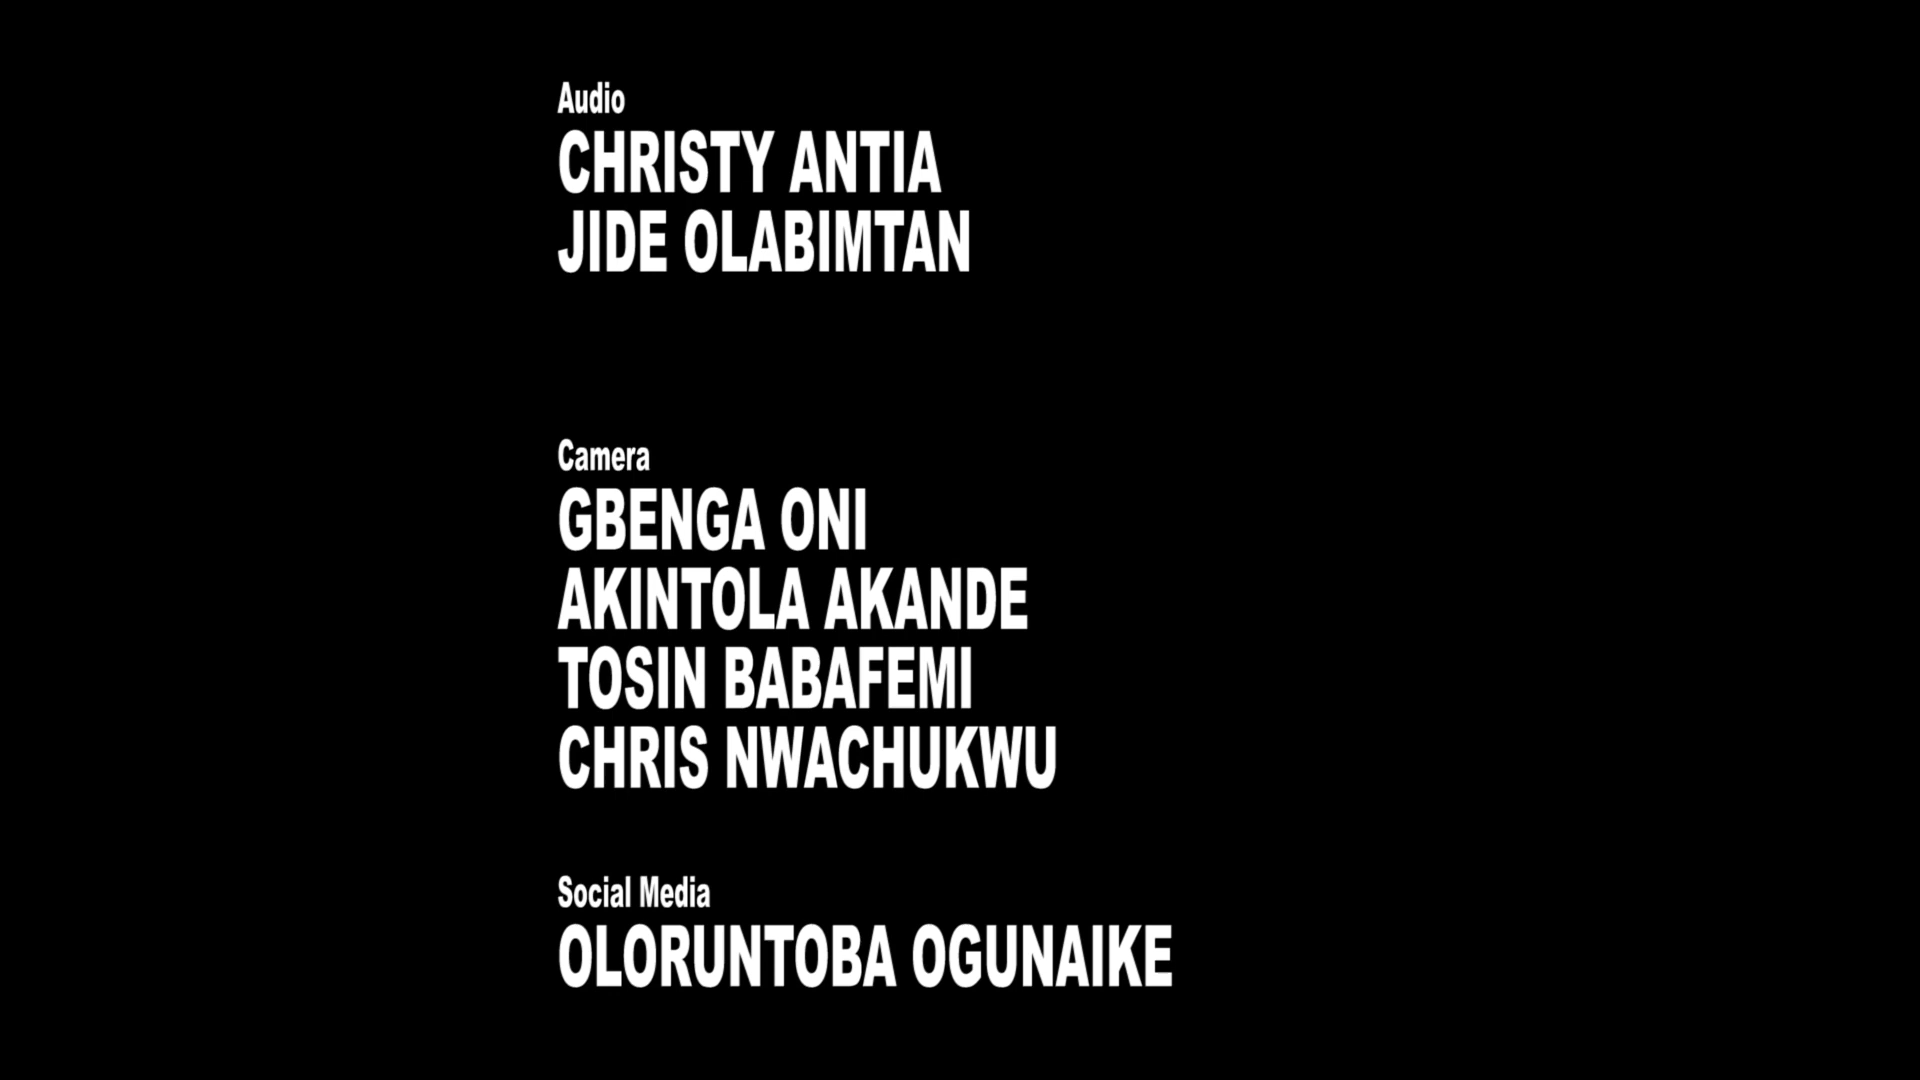 Audio
CHRISTY ANTIA
JIDE OLABIMTAN
Camera
GBENGA ONI
AKINTOLA AKANDE
TOSIN BABAFEMI
CHRIS NWACHUKWU
Social Media
OLORUNTOBA OGUNAIKE